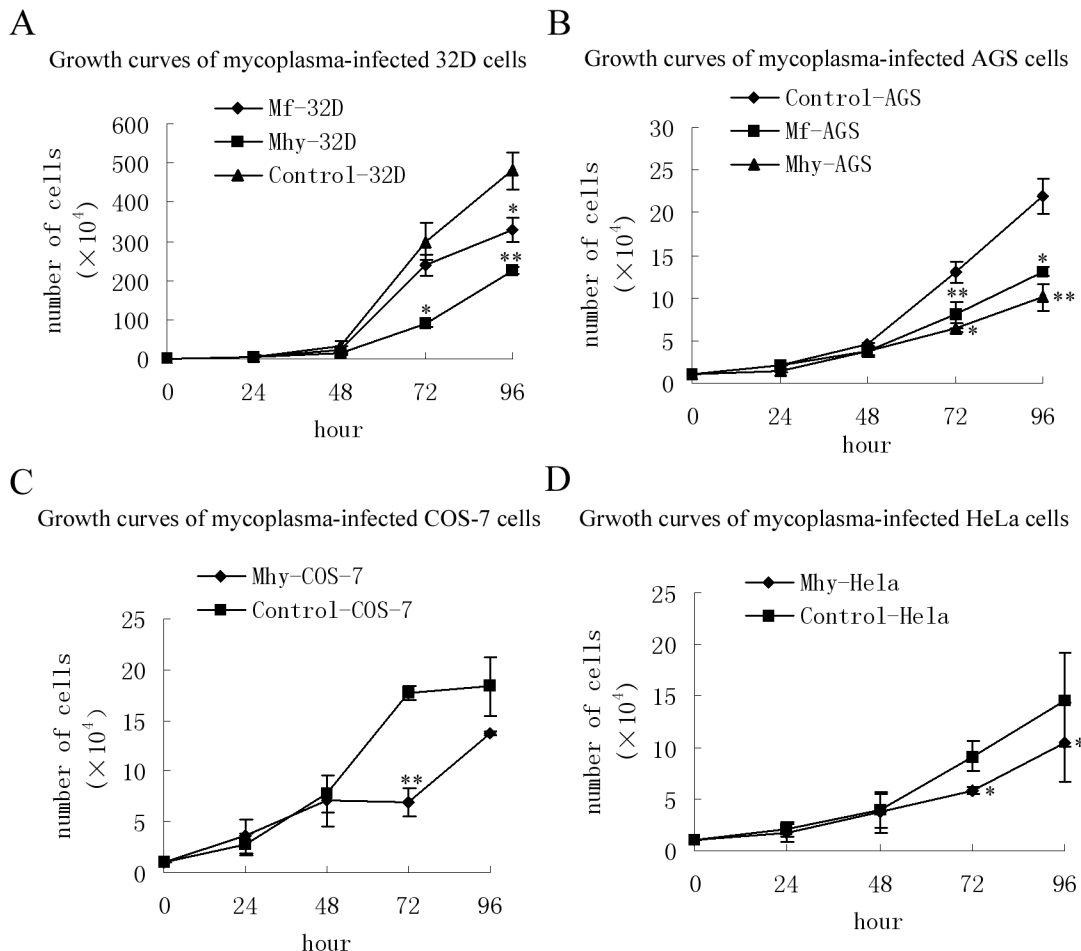 A
Growth curves of mycoplasma-infected 32D cells
Mf-32D
Mhy-32D
Control-32D
number of cells
(×10⁴)
600
500
400
300
200
100
0
*
**
*
0 24 48 72 96
hour
B
Growth curves of mycoplasma-infected AGS cells
Control-AGS
Mf-AGS
Mhy-AGS
number of cells
(×10⁴)
30
25
20
15
10
5
0
*
**
**
*
0 24 48 72 96
hour
C
Growth curves of mycoplasma-infected COS-7 cells
Mhy-COS-7
Control-COS-7
number of cells
(×10⁴)
25
20
15
10
5
0
**
0 24 48 72 96
hour
D
Grwoth curves of mycoplasma-infected HeLa cells
Mhy-Hela
Control-Hela
number of cells
(×10⁴)
25
20
15
10
5
0
*
*
0 24 48 72 96
hour